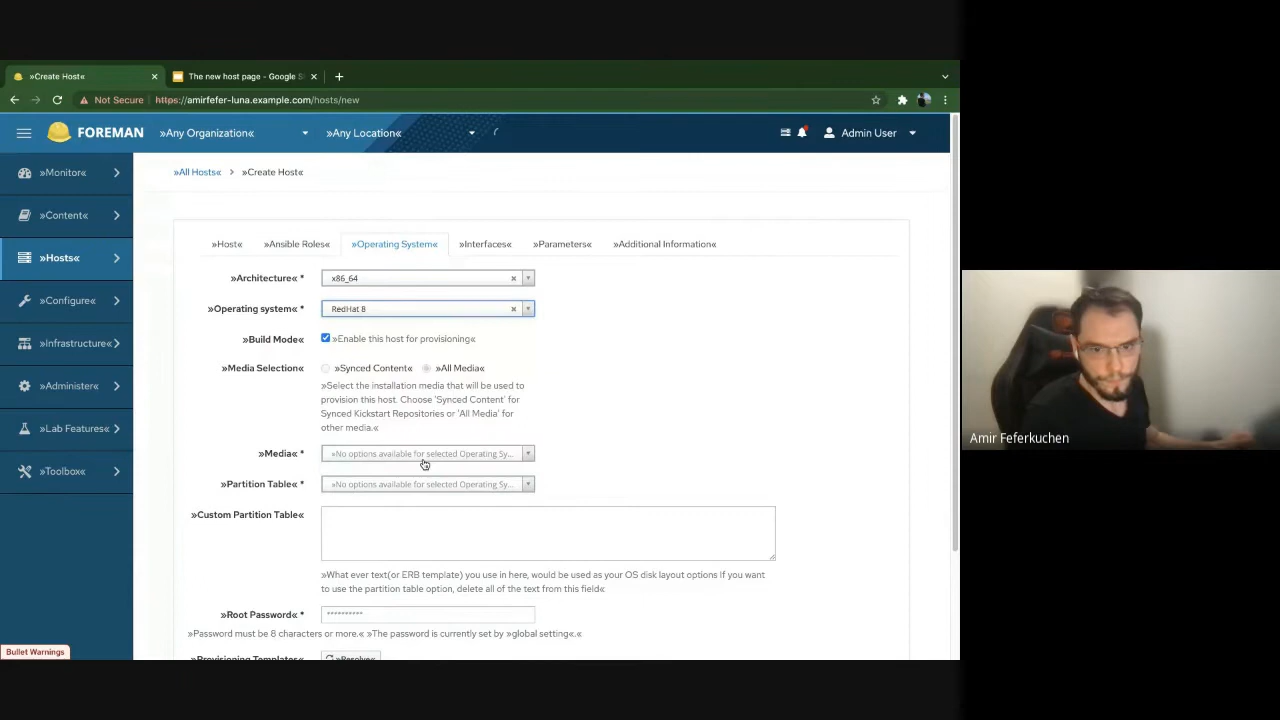 »Create Host«
The new host page - Google S
Not Secure
https://amirfefer-luna.example.com/hosts/new
FOREMAN
»Any Organization«
»Any Location«
Admin User
»Monitor«
»Content«
»Hosts«
»Configure«
»Infrastructure«
»Administer«
»Lab Features«
»Toolbox«
»All Hosts« > »Create Host«
»Host« »Ansible Roles« »Operating System« »Interfaces« »Parameters« »Additional Information«
»Architecture« * x86_64
»Operating system« * RedHat 8
»Build Mode« »Enable this host for provisioning«
»Media Selection« »Synced Content« »All Media«
»Select the installation media that will be used to
provision this host. Choose 'Synced Content' for
Synced Kickstart Repositories or 'All Media' for
other media.«
»Media« * »No options available for selected Operating Sy...
»Partition Table« * »No options available for selected Operating Sy...
»Custom Partition Table«
»What ever text(or ERB template) you use in here, would be used as your OS disk layout options If you want
to use the partition table option, delete all of the text from this field«
»Root Password« * **********
»Password must be 8 characters or more.« »The password is currently set by »global setting«.«
»Provisioning Templates »Resolve«
Bullet Warnings
Amir Feferkuchen